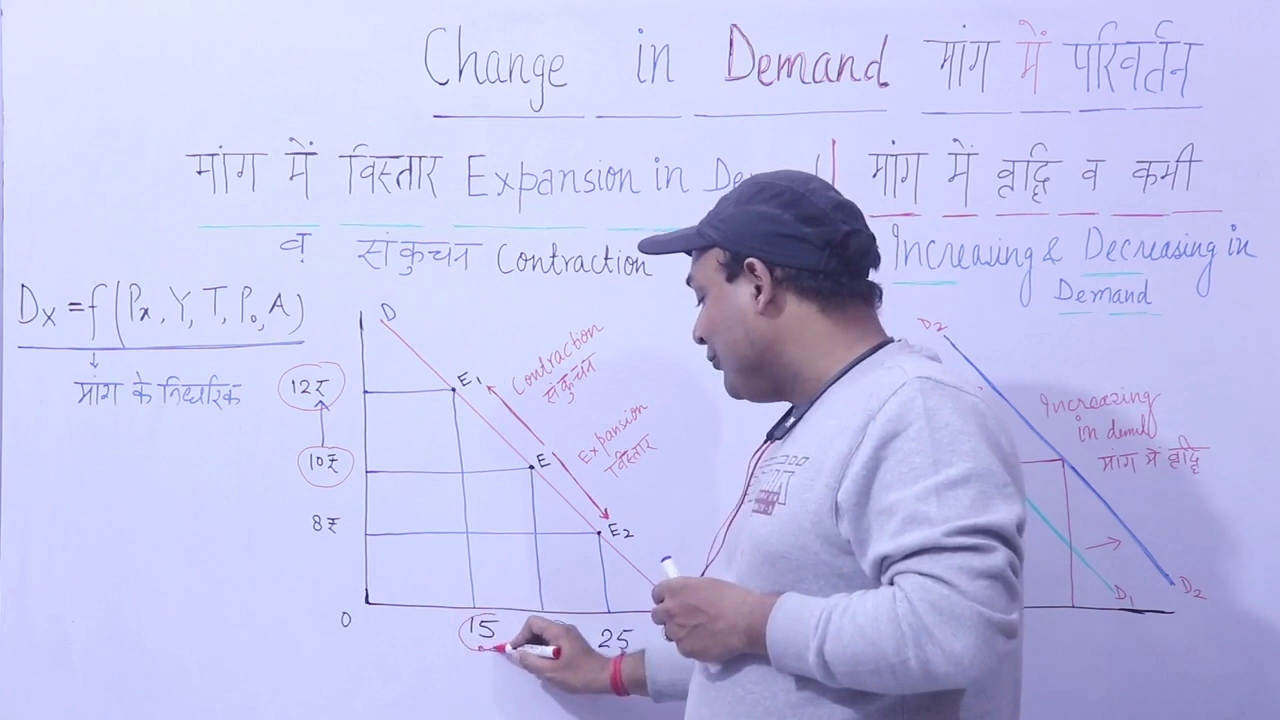 Change in Demand मांग में परिवर्तन
मांग में विस्तार Expansion in De | मांग में वृद्धि व कमी
व संकुचन Contraction
Increasing & Decreasing in
Demand
Dx = f (Px, Y, T, P0, A)
मांग के निर्धारक
D
12₹
E1
Contraction
संकुचन
10₹
E
Expansion
विस्तार
8₹
E2
0
15
25
D2
Increasing
in demd
मांग में वृद्धि
D1
D2